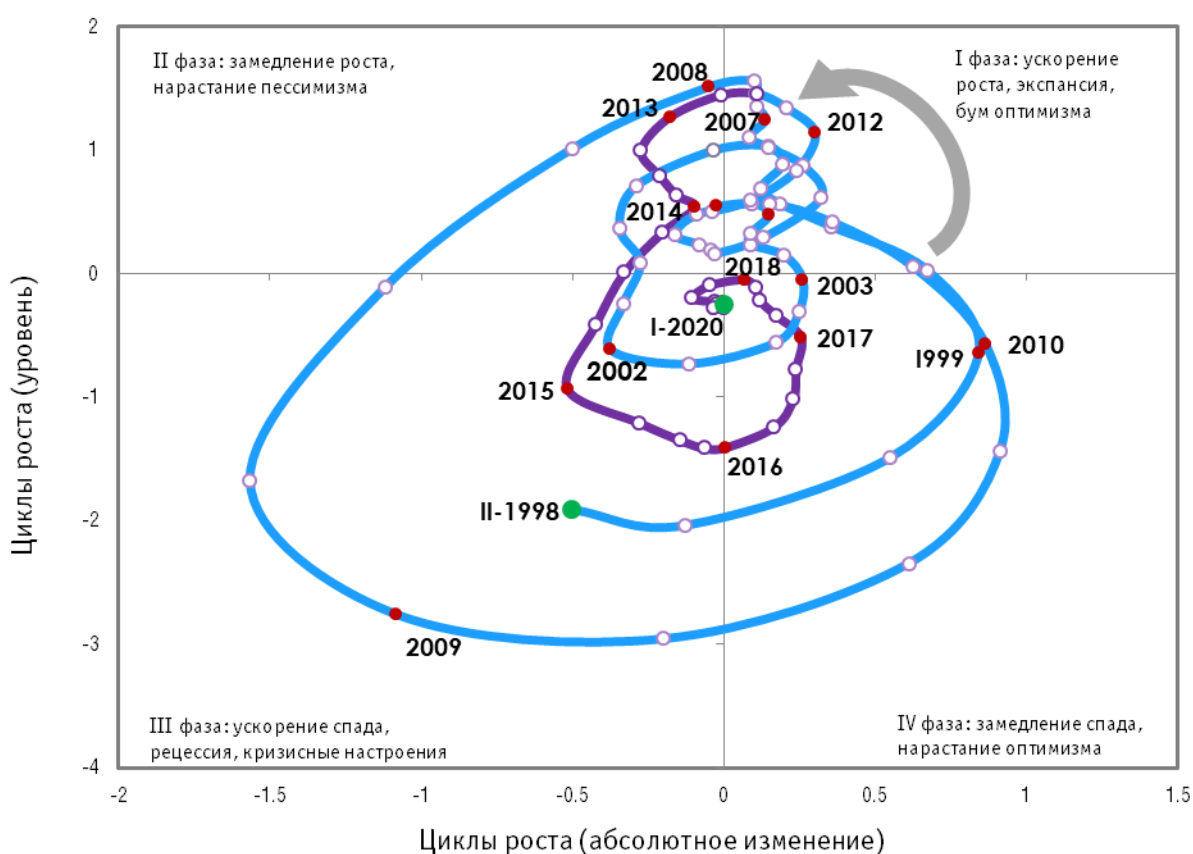 2
II фаза: замедление роста,
нарастание пессимизма
I фаза: ускорение
роста, экспансия,
бум оптимизма
2008
2013
2007
2012
1
2014
0
2018
2003
I-2020
2017
I999
2010
2002
2015
-1
2016
II-1998
-2
2009
-3
III фаза: ускорение спада,
рецессия, кризисные настроения
IV фаза: замедление спада,
нарастание оптимизма
-4
-2
-1.5
-1
-0.5
0
0.5
1
1.5
Циклы роста (уровень)
Циклы роста (абсолютное изменение)